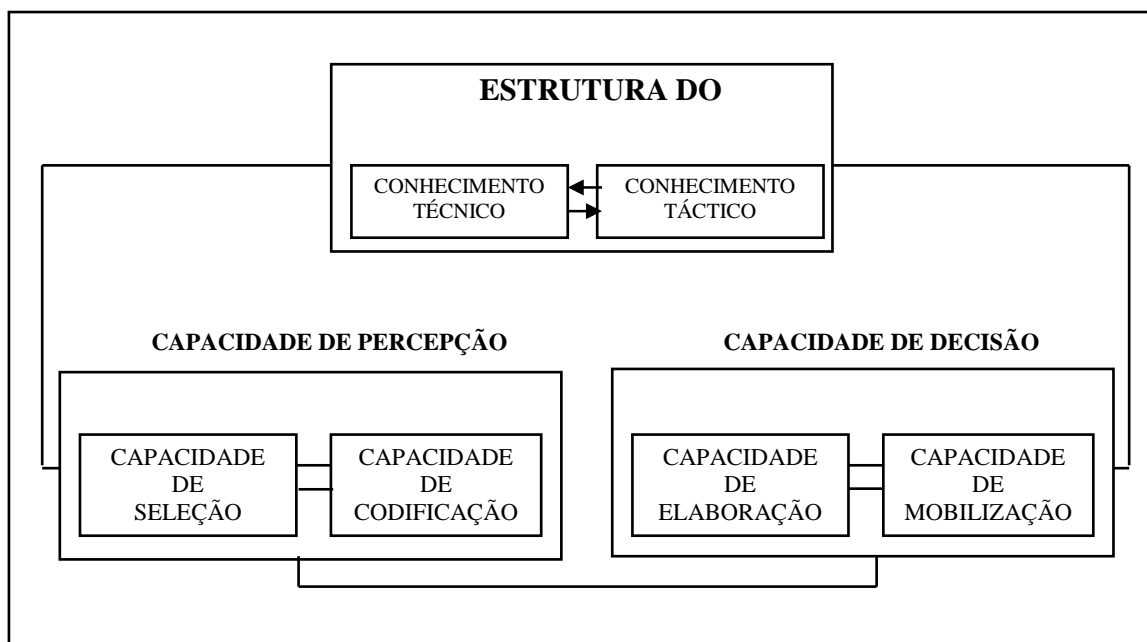 ESTRUTURA DO
CONHECIMENTO
TÉCNICO
CONHECIMENTO
TÁCTICO
CAPACIDADE DE PERCEPÇÃO
CAPACIDADE DE DECISÃO
CAPACIDADE
DE
SELEÇÃO
CAPACIDADE
DE
CODIFICAÇÃO
CAPACIDADE
DE
ELABORAÇÃO
CAPACIDADE
DE
MOBILIZAÇÃO